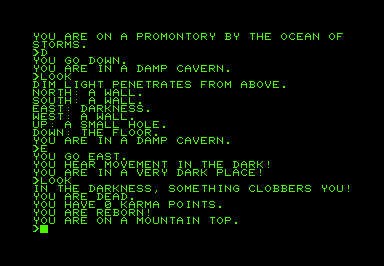 YOU ARE ON A PROMONTORY BY THE OCEAN OF
STORMS.
>D
YOU GO DOWN.
YOU ARE IN A DAMP CAVERN.
>LOOK
DIM LIGHT PENETRATES FROM ABOVE.
NORTH: A WALL.
SOUTH: A WALL.
EAST: DARKNESS.
WEST: A WALL.
UP: A SMALL HOLE.
DOWN: THE FLOOR.
YOU ARE IN A DAMP CAVERN.
>E
YOU GO EAST.
YOU HEAR MOVEMENT IN THE DARK!
YOU ARE IN A VERY DARK PLACE!
>LOOK
IN THE DARKNESS, SOMETHING CLOBBERS YOU!
YOU ARE DEAD.
YOU HAVE 0 KARMA POINTS.
YOU ARE REBORN!
YOU ARE ON A MOUNTAIN TOP.
>